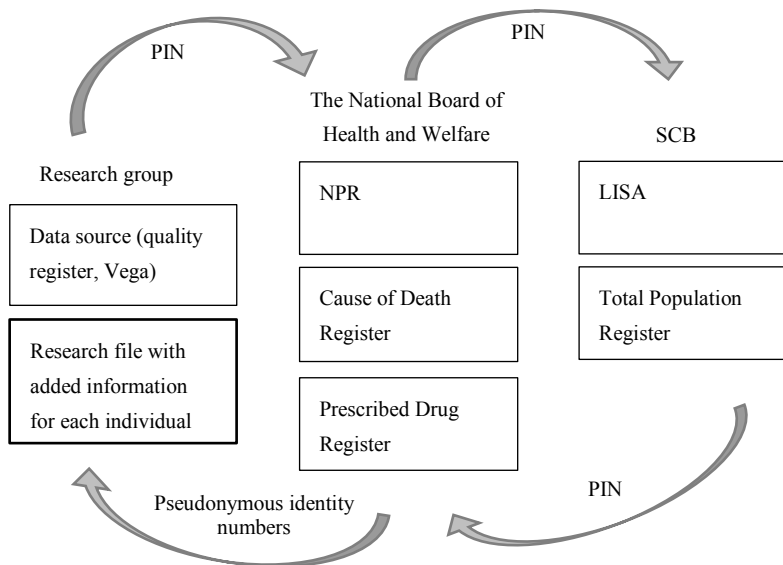 PIN
PIN
The National Board of
Health and Welfare
SCB
Research group
NPR
LISA
Data source (quality
register, Vega)
Cause of Death
Register
Total Population
Register
Research file with
added information
for each individual
Prescribed Drug
Register
PIN
Pseudonymous identity
numbers